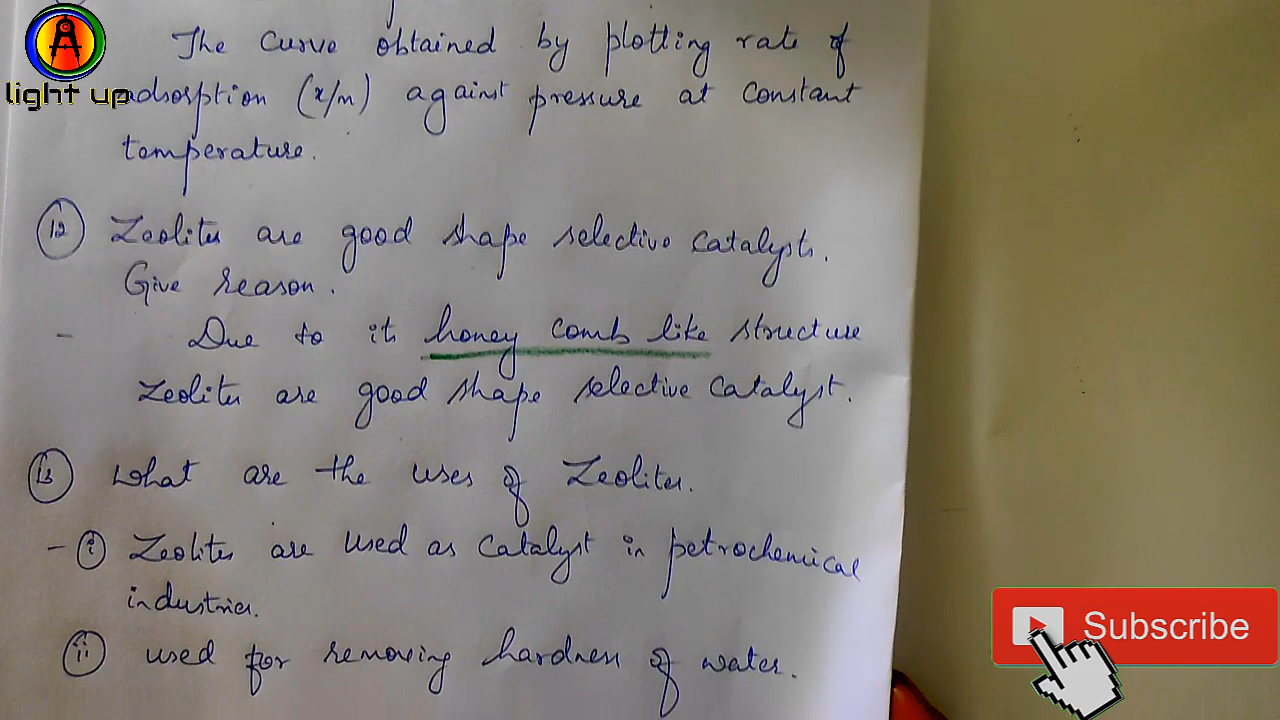 The Curve obtained by plotting rate of
light up
adsorption (x/m) against pressure at constant
temperature.
12 Zeolites are good shape selective catalysts.
Give reason.
- Due to its honey comb like structure
Zeolites are good shape selective catalyst.
13 What are the uses of Zeolites.
- i Zeolites are used as catalyst in petrochemical
industries.
ii used for removing hardness of water.
Subscribe